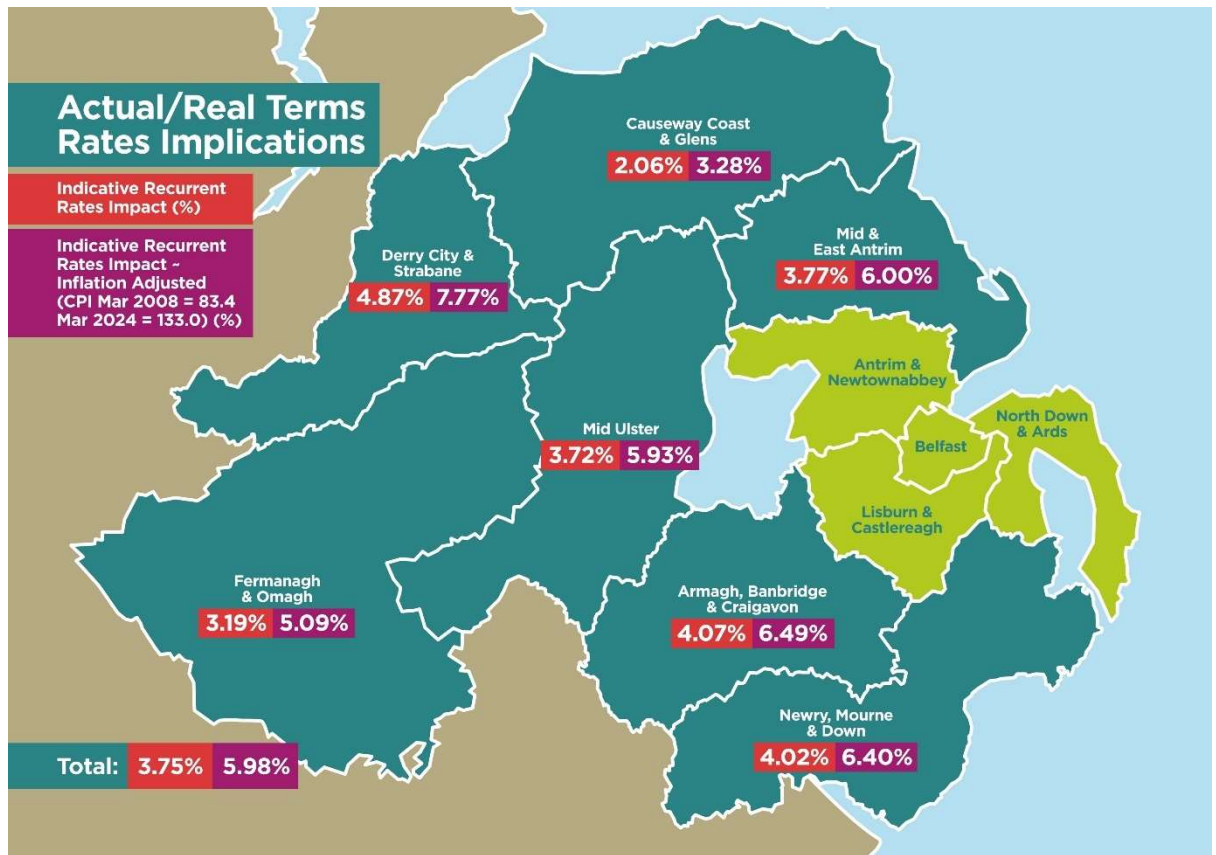 Actual/Real Terms
Rates Implications
Indicative Recurrent
Rates Impact (%)
Indicative Recurrent
Rates Impact ~
Inflation Adjusted
(CPI Mar 2008 = 83.4
Mar 2024 = 133.0) (%)
Causeway Coast
& Glens
2.06% 3.28%
Mid &
East Antrim
3.77% 6.00%
Derry City &
Strabane
4.87% 7.77%
Antrim &
Newtownabbey
North Down
& Ards
Belfast
Mid Ulster
3.72% 5.93%
Lisburn &
Castlereagh
Fermanagh
& Omagh
3.19% 5.09%
Armagh, Banbridge
& Craigavon
4.07% 6.49%
Newry, Mourne
& Down
4.02% 6.40%
Total: 3.75% 5.98%